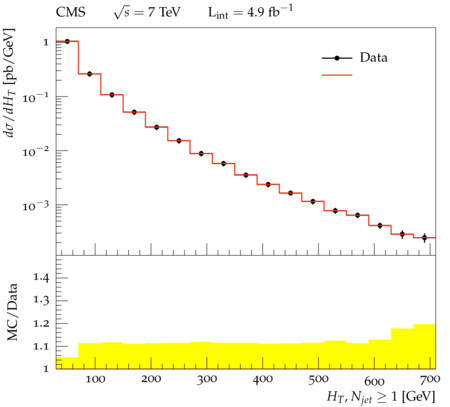 CMS √s = 7 TeV L_int = 4.9 fb⁻¹
dσ/dH_T [pb/GeV]
1
10⁻¹
10⁻²
10⁻³
Data
MC/Data
1.4
1.3
1.2
1.1
1
100 200 300 400 500 600 700
H_T, N_jet ≥ 1 [GeV]